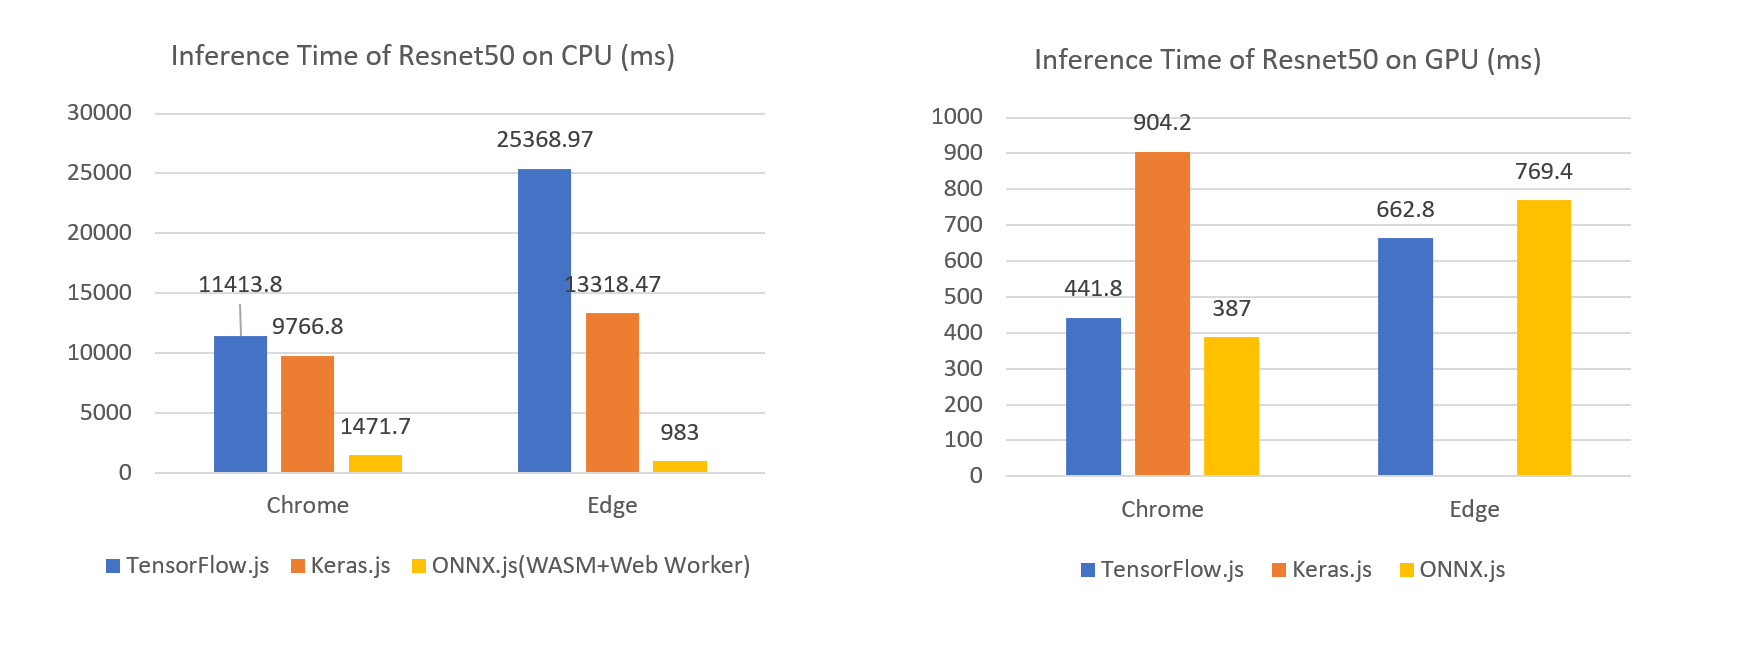 Inference Time of Resnet50 on CPU (ms)
30000
25000
20000
15000
10000
5000
0
11413.8
9766.8
1471.7
25368.97
13318.47
983
Chrome
Edge
TensorFlow.js
Keras.js
ONNX.js(WASM+Web Worker)
Inference Time of Resnet50 on GPU (ms)
1000
900
800
700
600
500
400
300
200
100
0
441.8
904.2
387
662.8
769.4
Chrome
Edge
TensorFlow.js
Keras.js
ONNX.js